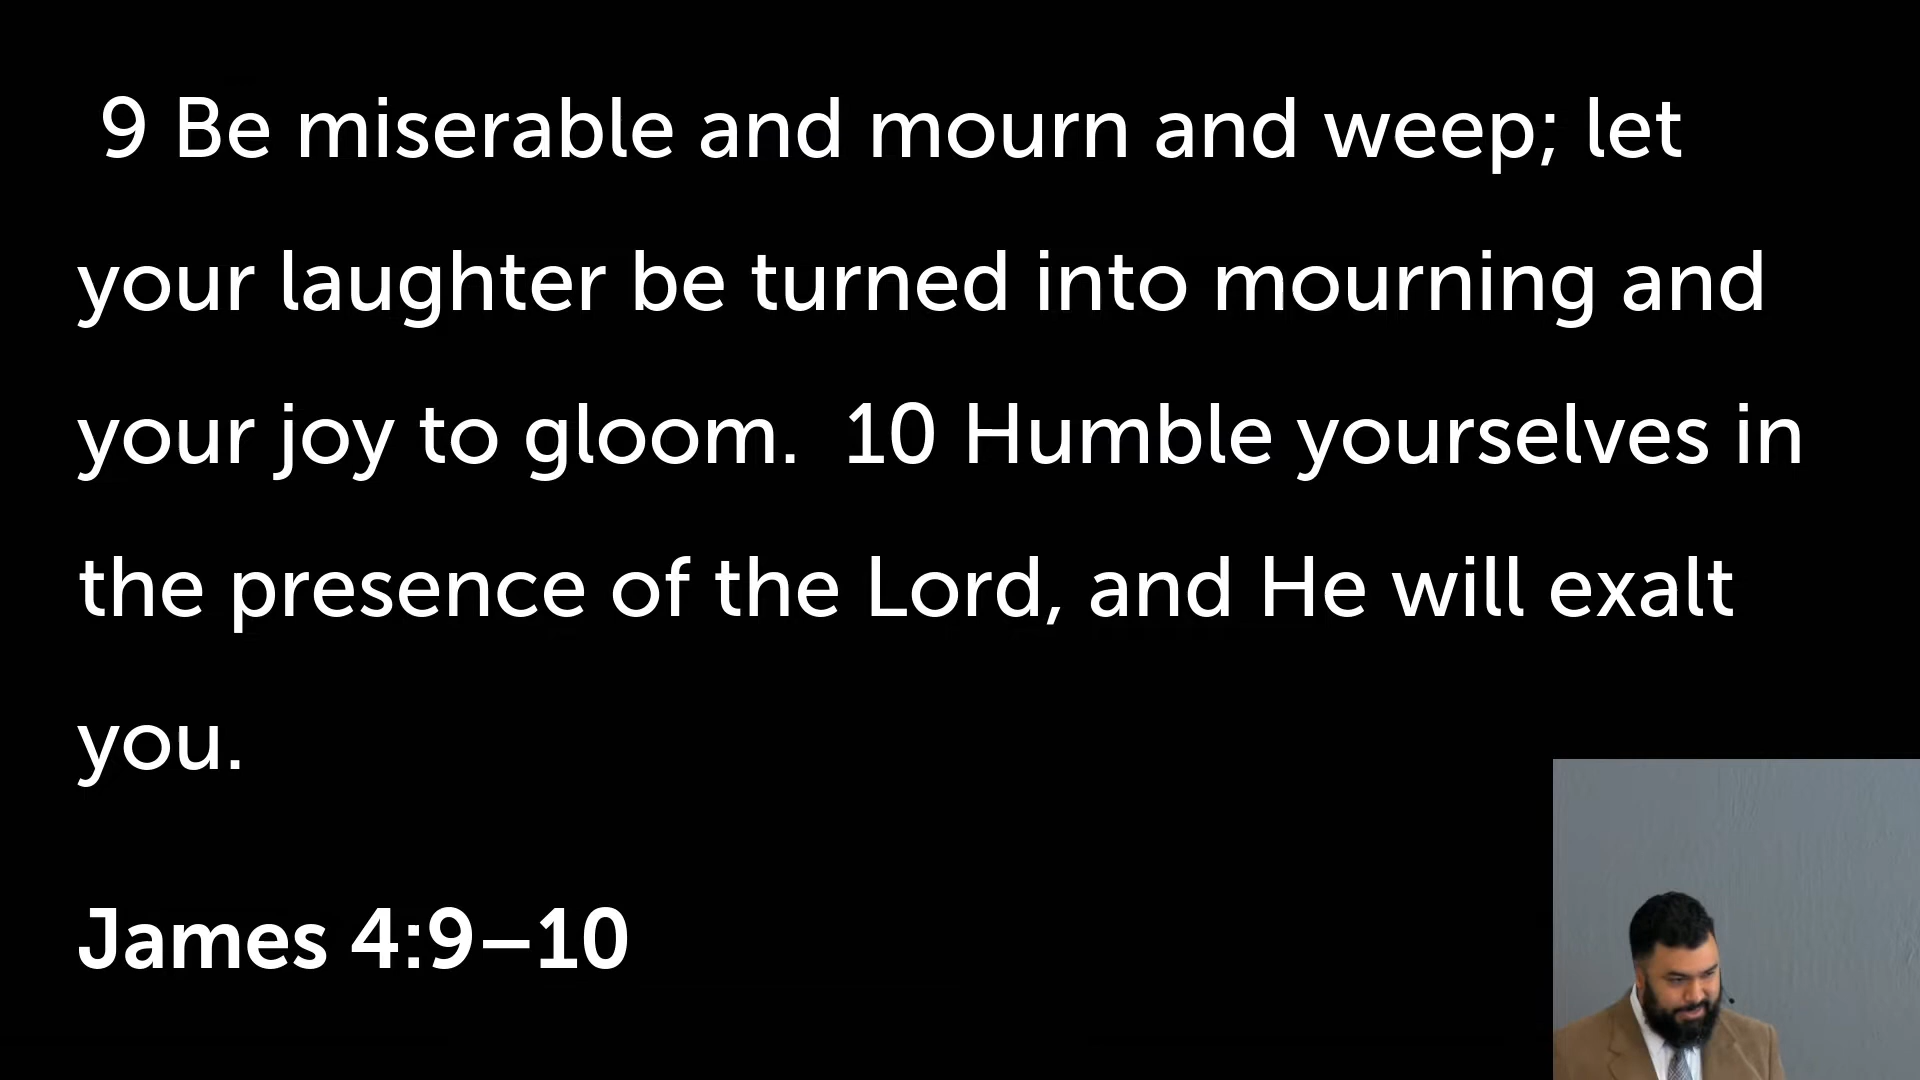 9 Be miserable and mourn and weep; let
your laughter be turned into mourning and
your joy to gloom.  10 Humble yourselves in
the presence of the Lord, and He will exalt
you.
James 4:9–10